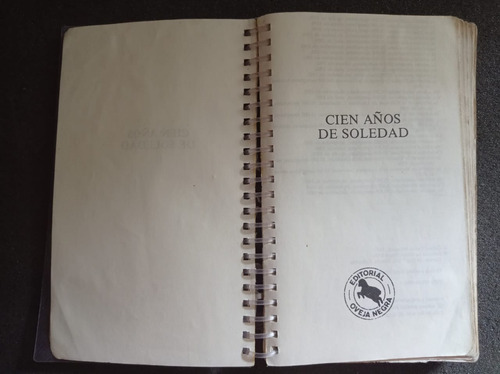 CIEN AÑOS
DE SOLEDAD
EDITORIAL
OVEJA NEGRA